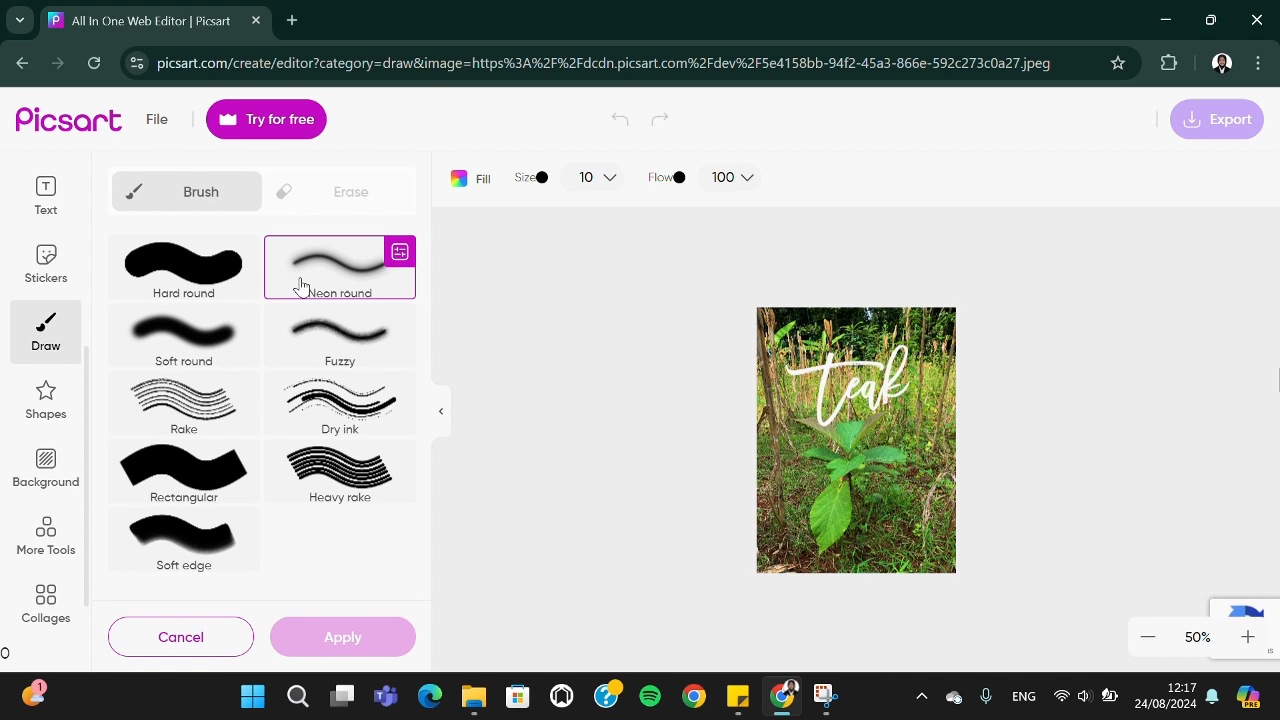 All In One Web Editor | Picsart
picsart.com/create/editor?category=draw&image=https%3A%2F%2Fdcdn.picsart.com%2Fdev%2F5e4158bb-94f2-45a3-866e-592c273c0a27.jpeg
Picsart File Try for free Export
Brush Erase Fill Size 10 Flow 100
Text
Stickers
Draw
Shapes
Background
More Tools
Collages
Hard round Neon round
Soft round Fuzzy
Rake Dry ink
Rectangular Heavy rake
Soft edge
Cancel Apply
teak
50%
1 ENG 12:17
24/08/2024
PRE